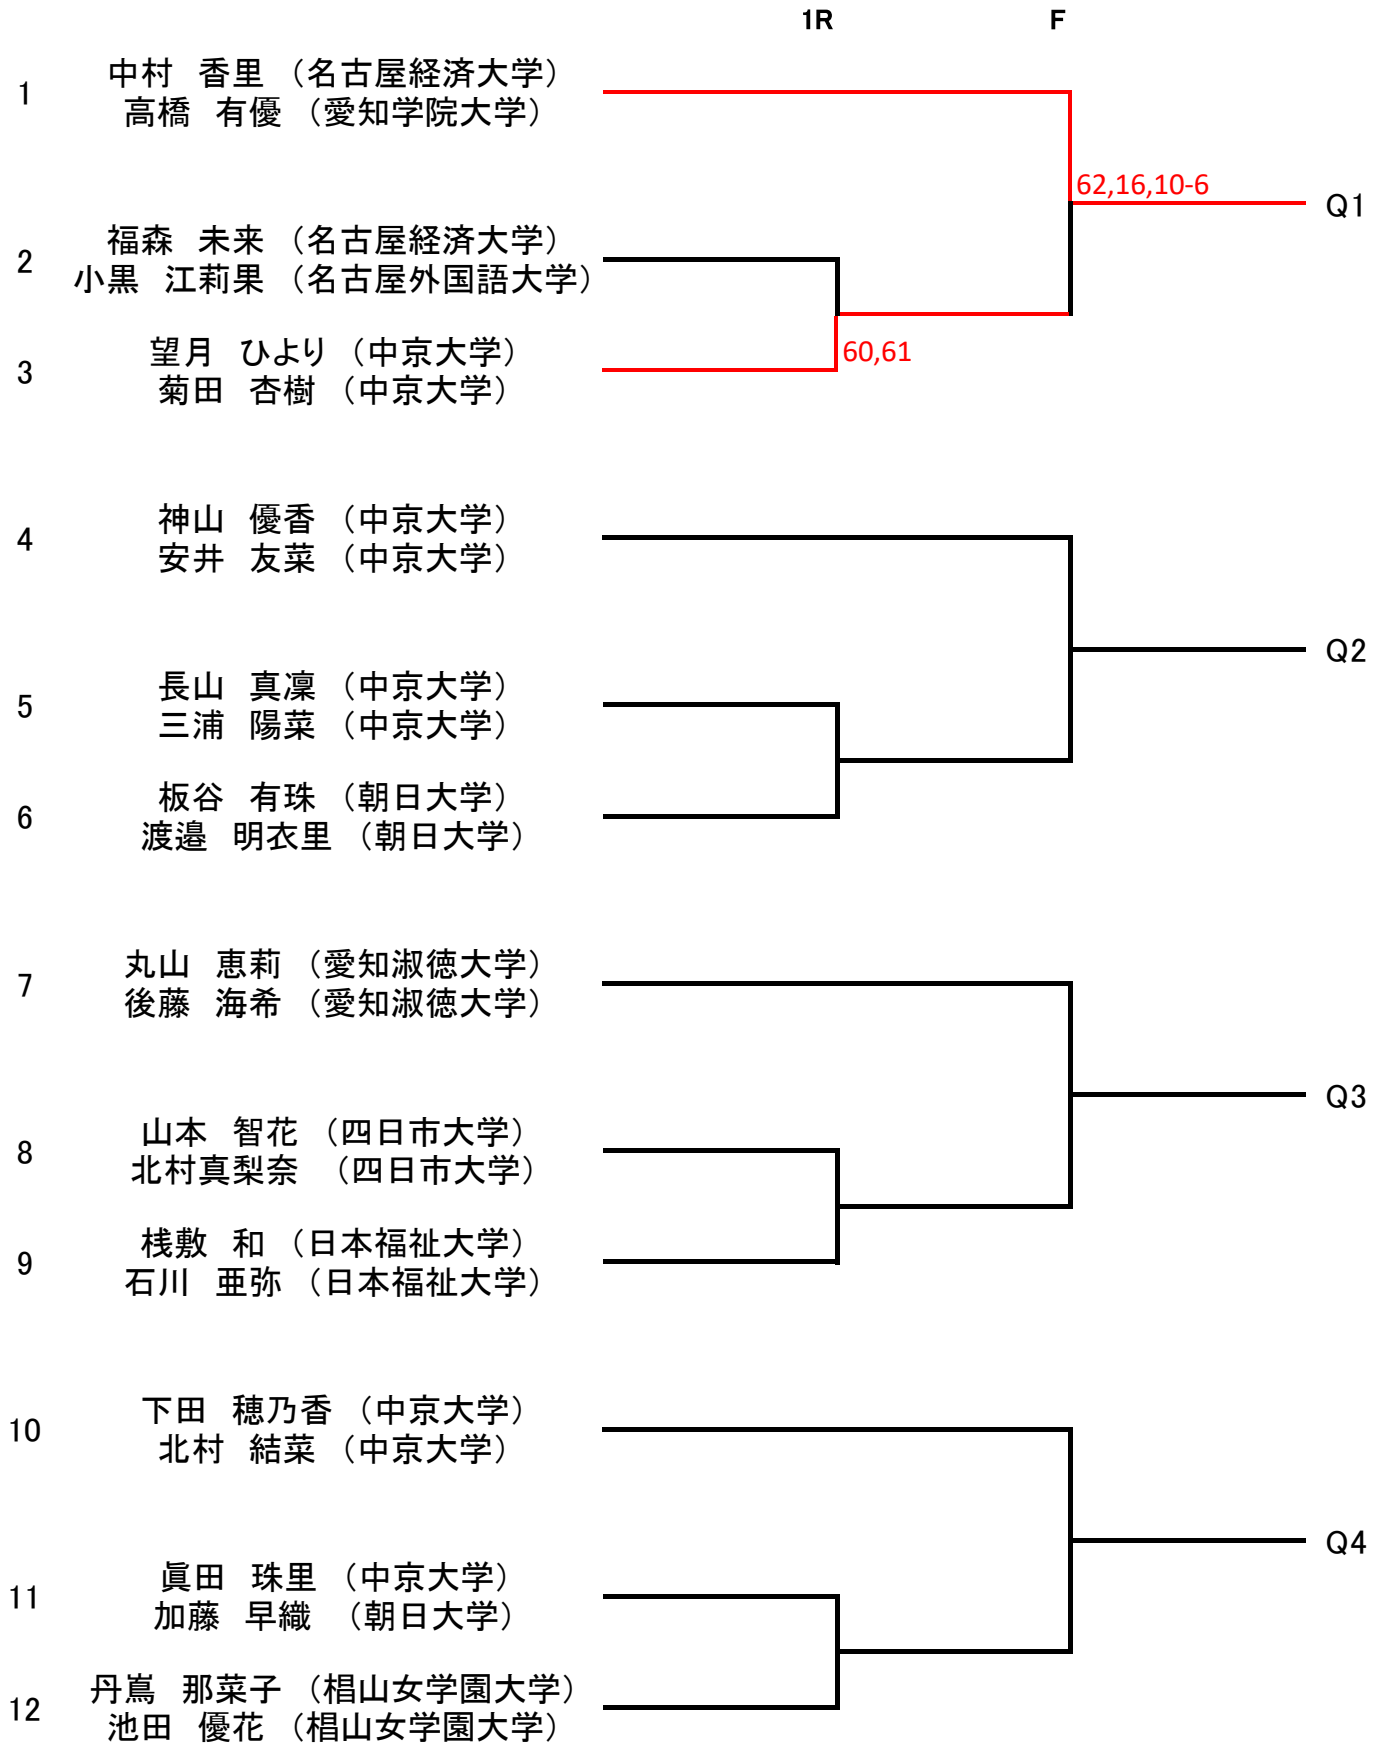 1R F
1 中村 香里 （名古屋経済大学）
高橋 有優 （愛知学院大学）
62,16,10-6
Q1
2 福森 未来 （名古屋経済大学）
小黒 江莉果 （名古屋外国語大学）
3 望月 ひより （中京大学）
菊田 杏樹 （中京大学）
60,61
4 神山 優香 （中京大学）
安井 友菜 （中京大学）
Q2
5 長山 真凜 （中京大学）
三浦 陽菜 （中京大学）
6 板谷 有珠 （朝日大学）
渡邉 明衣里 （朝日大学）
7 丸山 恵莉 （愛知淑徳大学）
後藤 海希 （愛知淑徳大学）
Q3
8 山本 智花 （四日市大学）
北村真梨奈 （四日市大学）
9 桟敷 和 （日本福祉大学）
石川 亜弥 （日本福祉大学）
10 下田 穂乃香 （中京大学）
北村 結菜 （中京大学）
Q4
11 眞田 珠里 （中京大学）
加藤 早織 （朝日大学）
12 丹嶌 那菜子 （椙山女学園大学）
池田 優花 （椙山女学園大学）